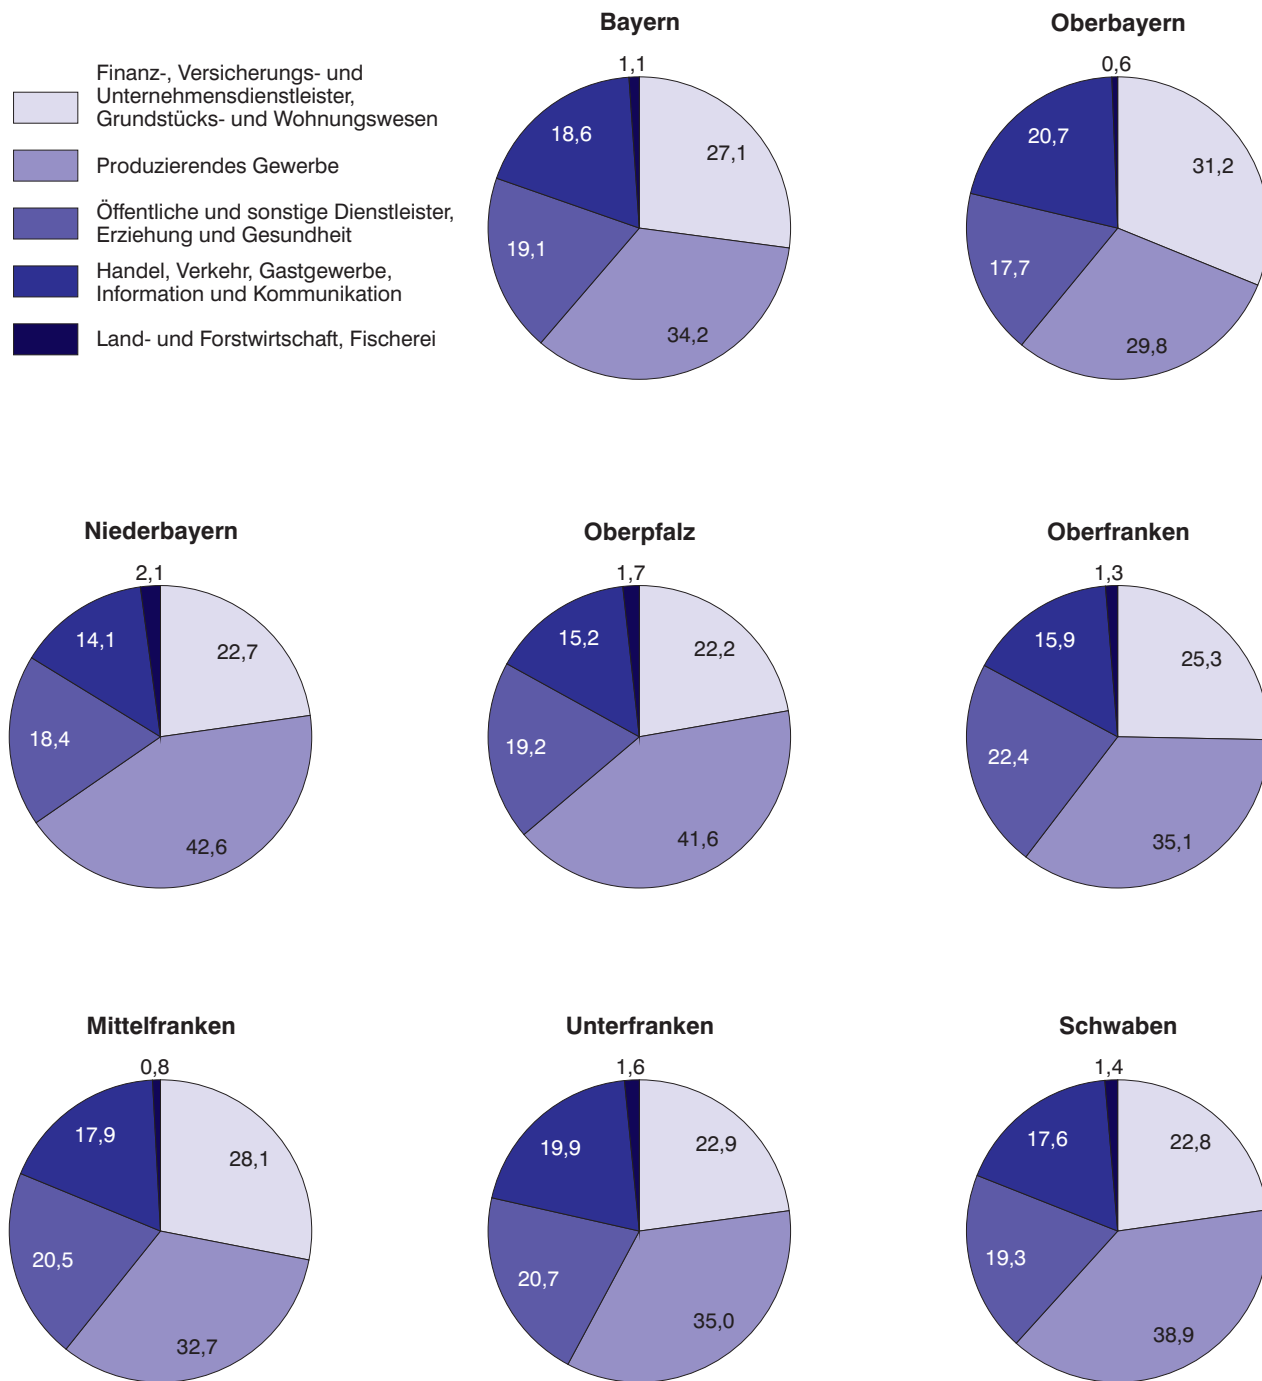 Finanz-, Versicherungs- und
Unternehmensdienstleister,
Grundstücks- und Wohnungswesen
Produzierendes Gewerbe
Öffentliche und sonstige Dienstleister,
Erziehung und Gesundheit
Handel, Verkehr, Gastgewerbe,
Information und Kommunikation
Land- und Forstwirtschaft, Fischerei
Bayern
1,1
18,6
27,1
19,1
34,2
Oberbayern
0,6
20,7
31,2
17,7
29,8
Niederbayern
2,1
14,1
22,7
18,4
42,6
Oberpfalz
1,7
15,2
22,2
19,2
41,6
Oberfranken
1,3
15,9
25,3
22,4
35,1
Mittelfranken
0,8
17,9
28,1
20,5
32,7
Unterfranken
1,6
19,9
22,9
20,7
35,0
Schwaben
1,4
17,6
22,8
19,3
38,9